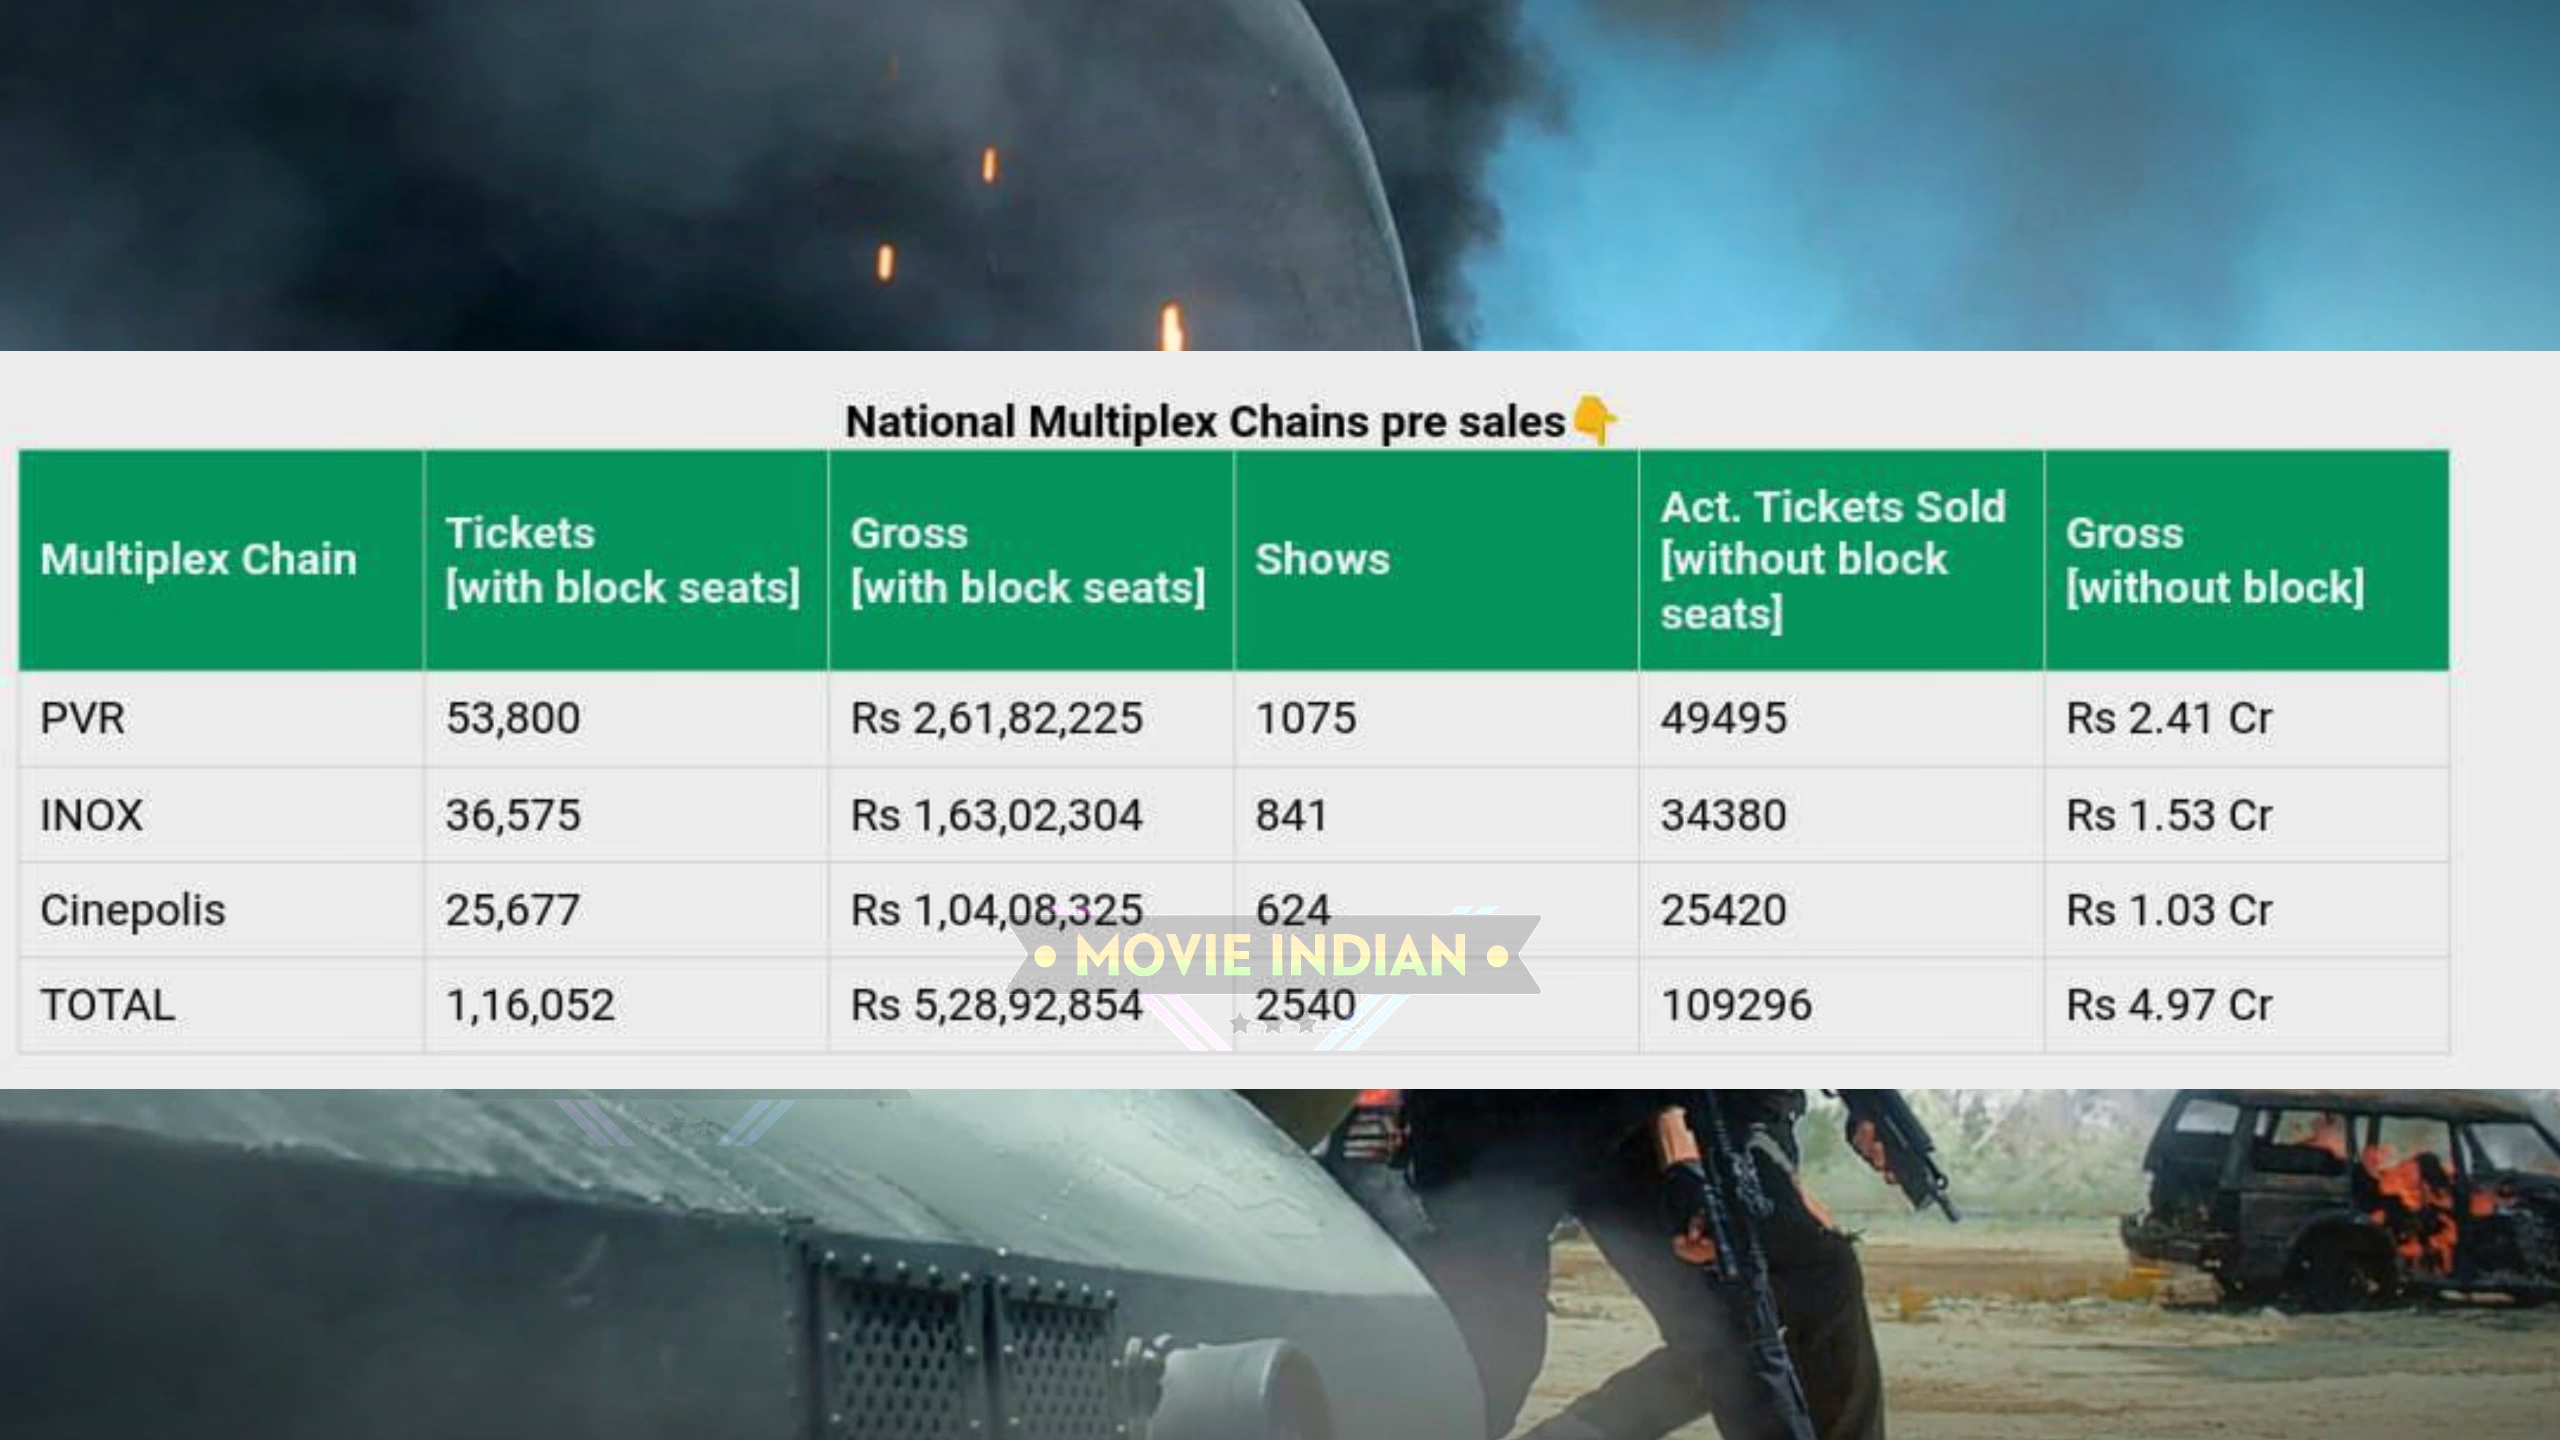 National Multiplex Chains pre sales👇
Multiplex Chain
Tickets
[with block seats]
Gross
[with block seats]
Shows
Act. Tickets Sold
[without block
seats]
Gross
[without block]
PVR 53,800 Rs 2,61,82,225 1075 49495 Rs 2.41 Cr
INOX 36,575 Rs 1,63,02,304 841 34380 Rs 1.53 Cr
Cinepolis 25,677 Rs 1,04,08,325 624 25420 Rs 1.03 Cr
• MOVIE INDIAN •
TOTAL 1,16,052 Rs 5,28,92,854 2540 109296 Rs 4.97 Cr